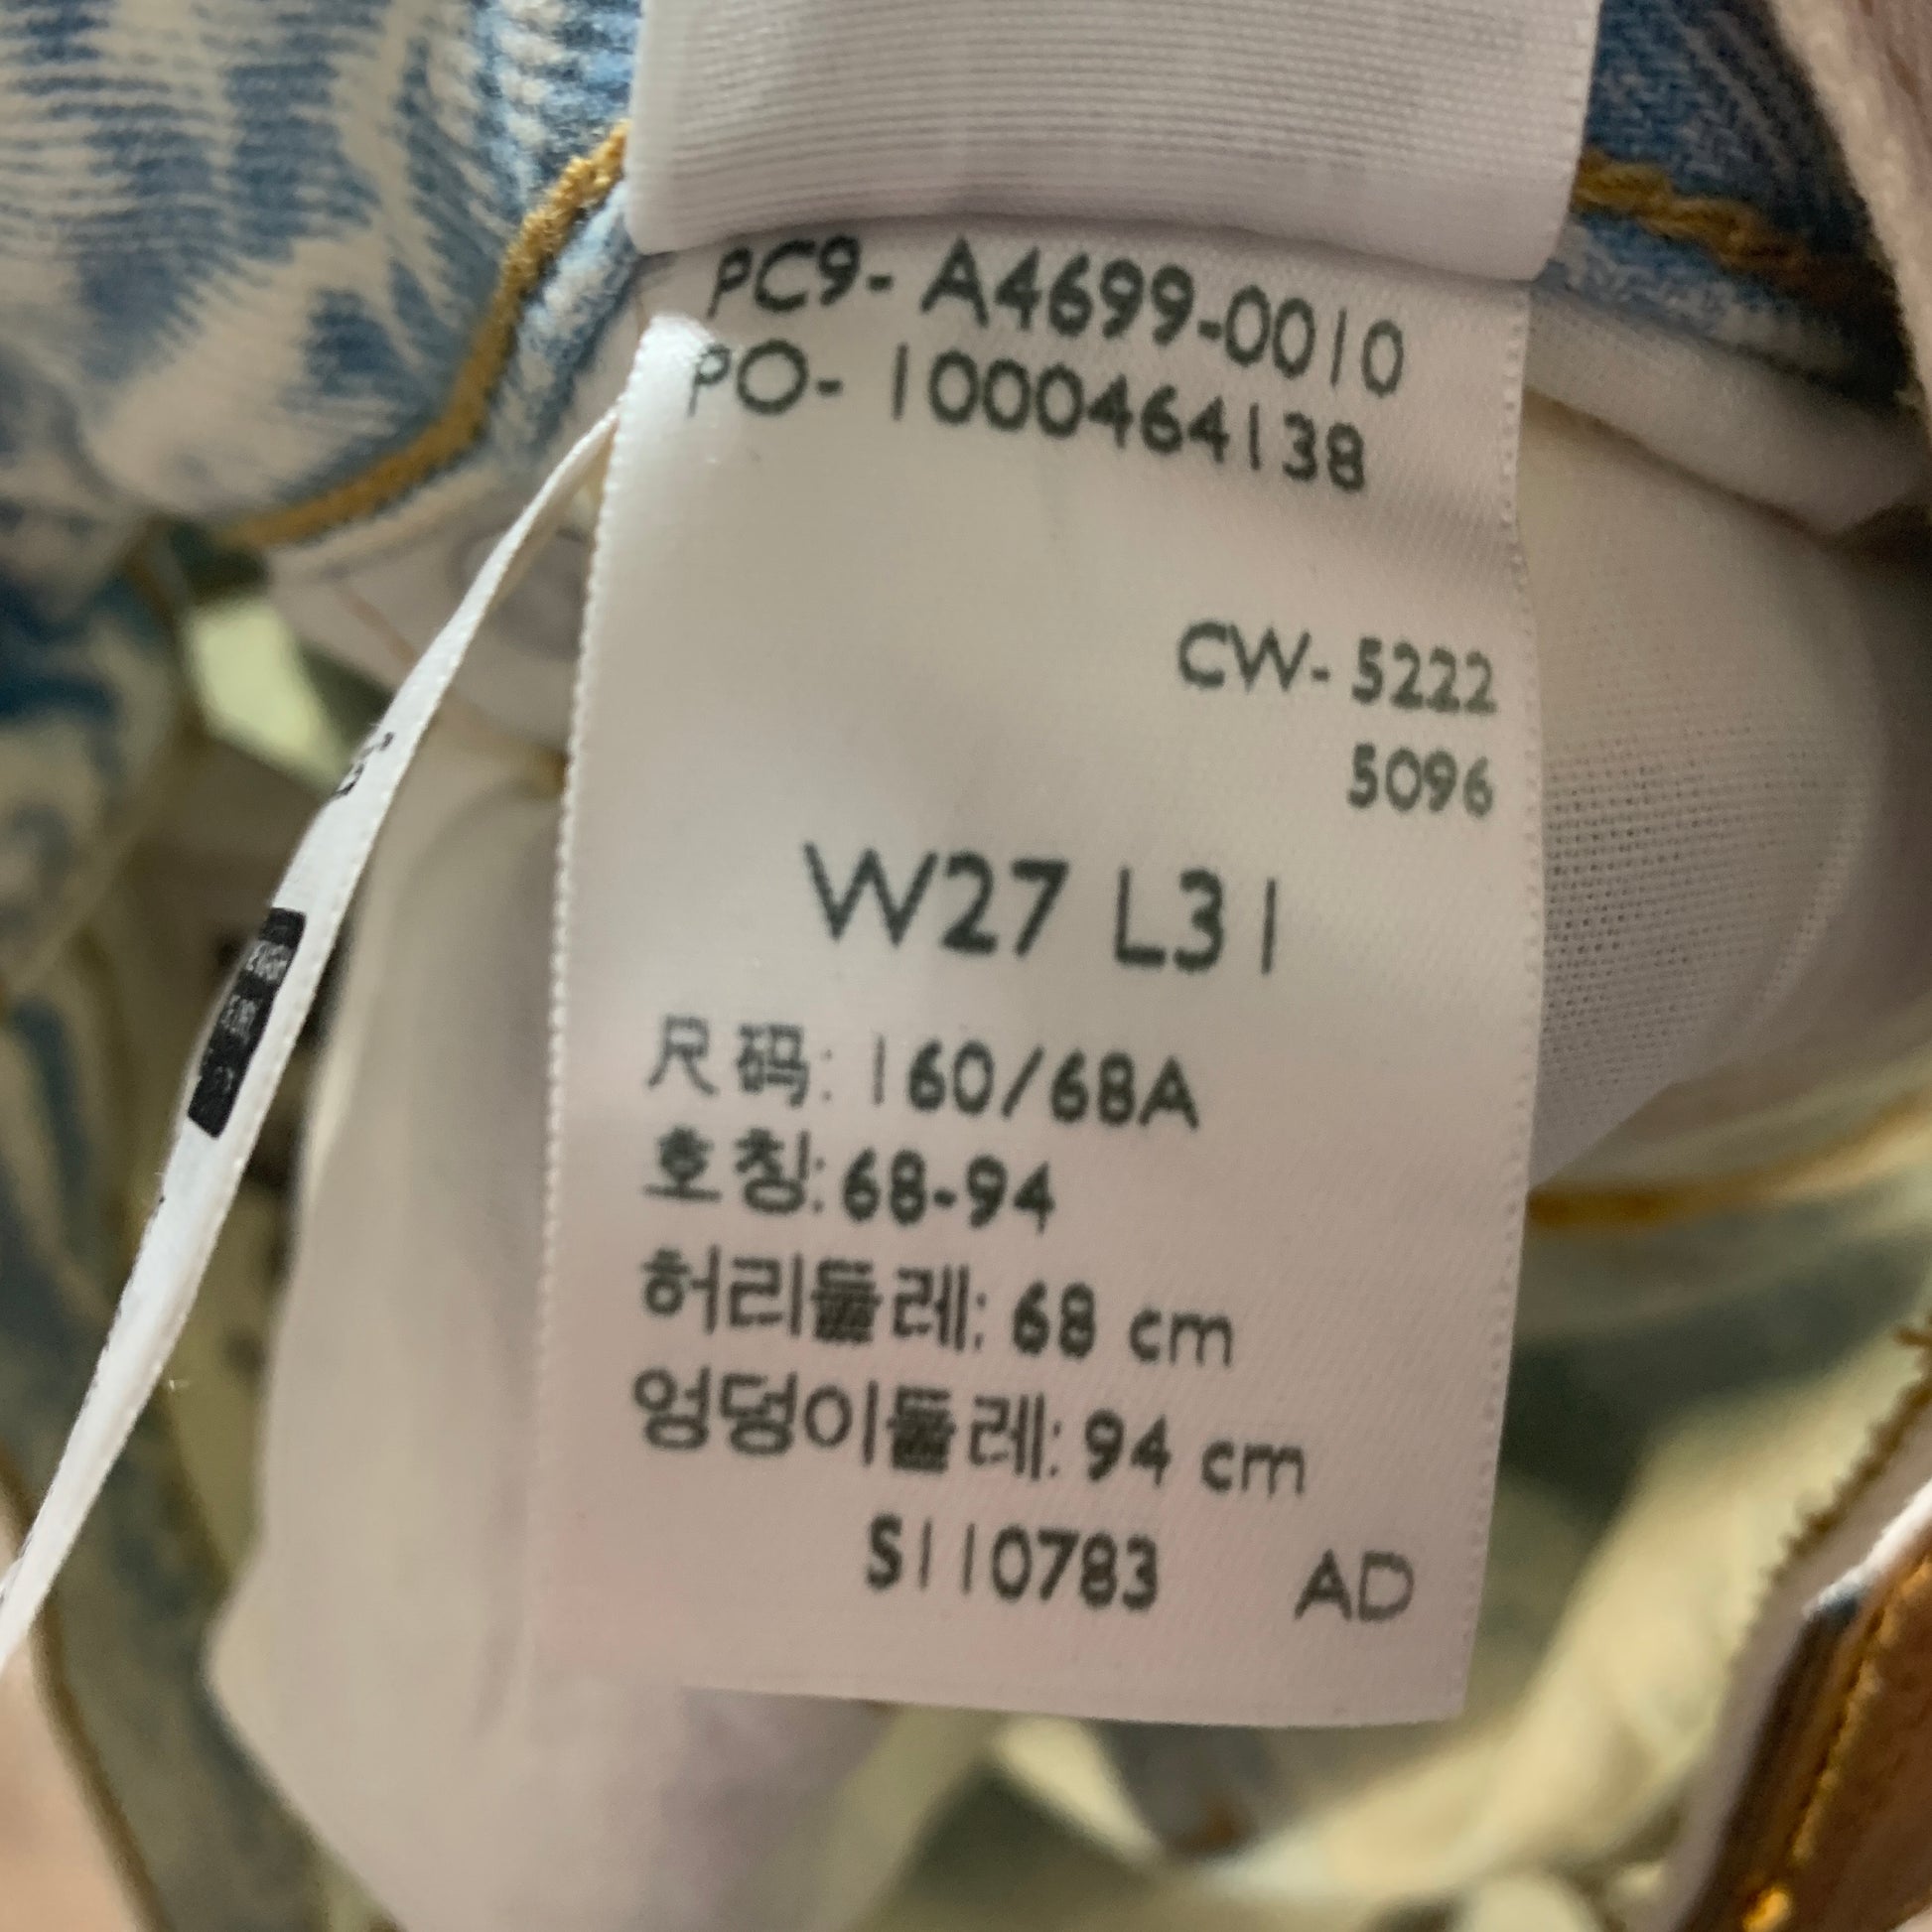 PC9- A4699-0010
PO- 1000464138
CW- 5222
5096
W27 L31
尺码: 160/68A
호칭: 68-94
허리둘레: 68 cm
엉덩이둘레: 94 cm
S110783 AD